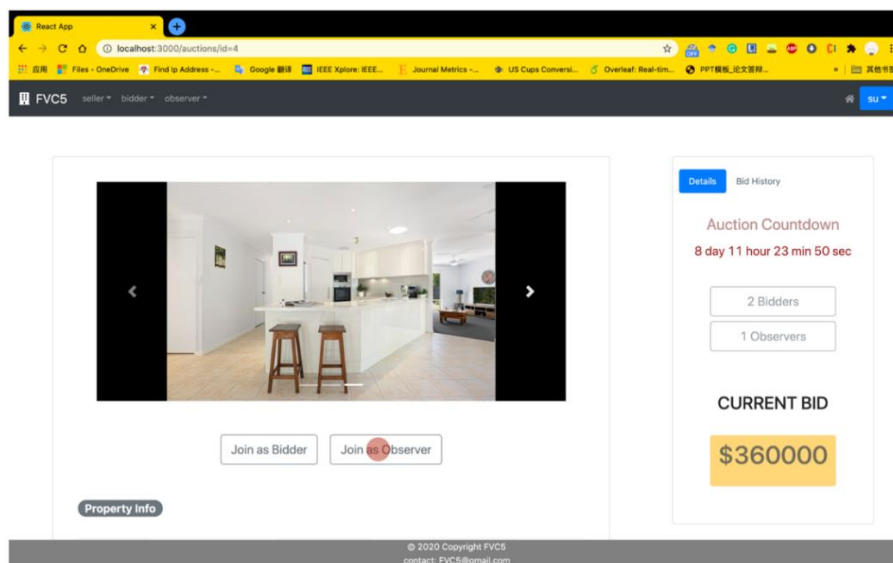 React App
localhost:3000/auctions/id=4
应用 Files - OneDrive Find Ip Address -... Google 翻译 IEEE Xplore: IEEE... Journal Metrics -... US Cups Conversi... Overleaf: Real-tim... PPT模板_论文答辩... » 其他书签
FVC5 seller bidder observer su
Details Bid History
Auction Countdown
8 day 11 hour 23 min 50 sec
2 Bidders
1 Observers
CURRENT BID
$360000
Join as Bidder Join as Observer
Property Info
© 2020 Copyright FVC5
contact: FVC5@gmail.com